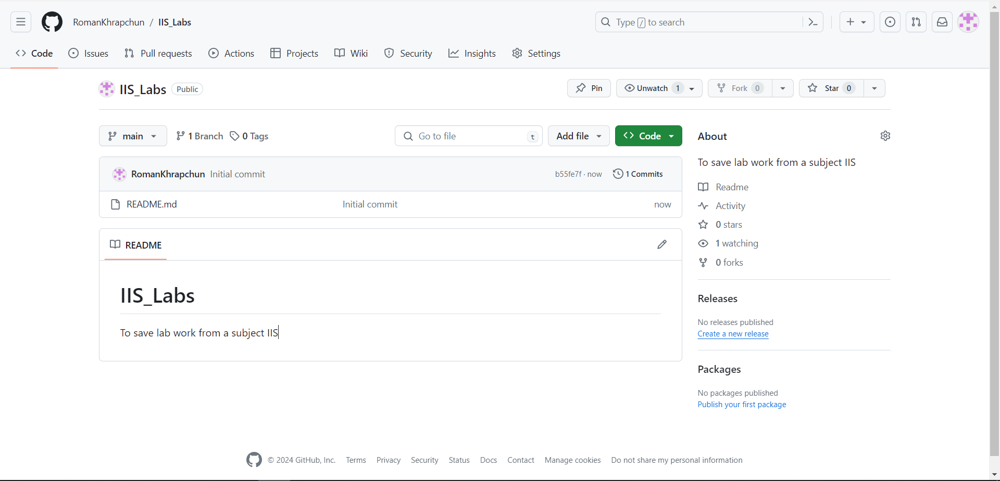 RomanKhrapchun / IIS_Labs
Type / to search
Code Issues Pull requests Actions Projects Wiki Security Insights Settings
IIS_Labs Public
Pin Unwatch 1 Fork 0 Star 0
main 1 Branch 0 Tags Go to file t Add file Code
RomanKhrapchun Initial commit b55fe7f · now 1 Commits
README.md Initial commit now
README
IIS_Labs
To save lab work from a subject IIS
About
To save lab work from a subject IIS
Readme
Activity
0 stars
1 watching
0 forks
Releases
No releases published
Create a new release
Packages
No packages published
Publish your first package
© 2024 GitHub, Inc. Terms Privacy Security Status Docs Contact Manage cookies Do not share my personal information